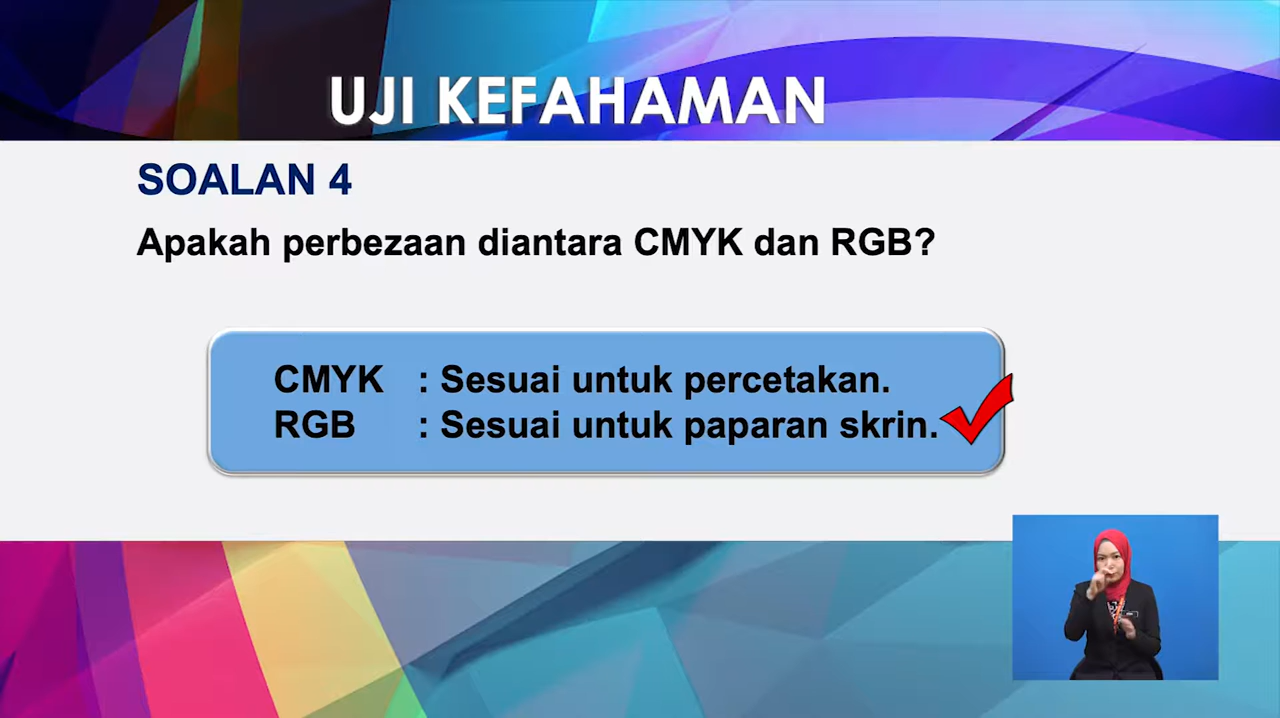 UJI KEFAHAMAN
SOALAN 4
Apakah perbezaan diantara CMYK dan RGB?
CMYK : Sesuai untuk percetakan.
RGB : Sesuai untuk paparan skrin.